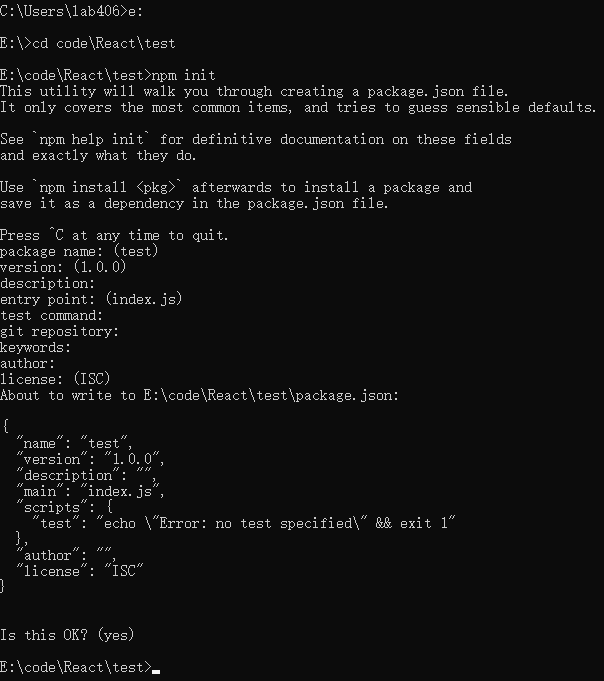 C:\Users\lab406>e:
E:\>cd code\React\test
E:\code\React\test>npm init
This utility will walk you through creating a package.json file.
It only covers the most common items, and tries to guess sensible defaults.
See `npm help init` for definitive documentation on these fields
and exactly what they do.
Use `npm install <pkg>` afterwards to install a package and
save it as a dependency in the package.json file.
Press ^C at any time to quit.
package name: (test)
version: (1.0.0)
description:
entry point: (index.js)
test command:
git repository:
keywords:
author:
license: (ISC)
About to write to E:\code\React\test\package.json:
{
  "name": "test",
  "version": "1.0.0",
  "description": "",
  "main": "index.js",
  "scripts": {
    "test": "echo \"Error: no test specified\" && exit 1"
  },
  "author": "",
  "license": "ISC"
}
Is this OK? (yes)
E:\code\React\test>